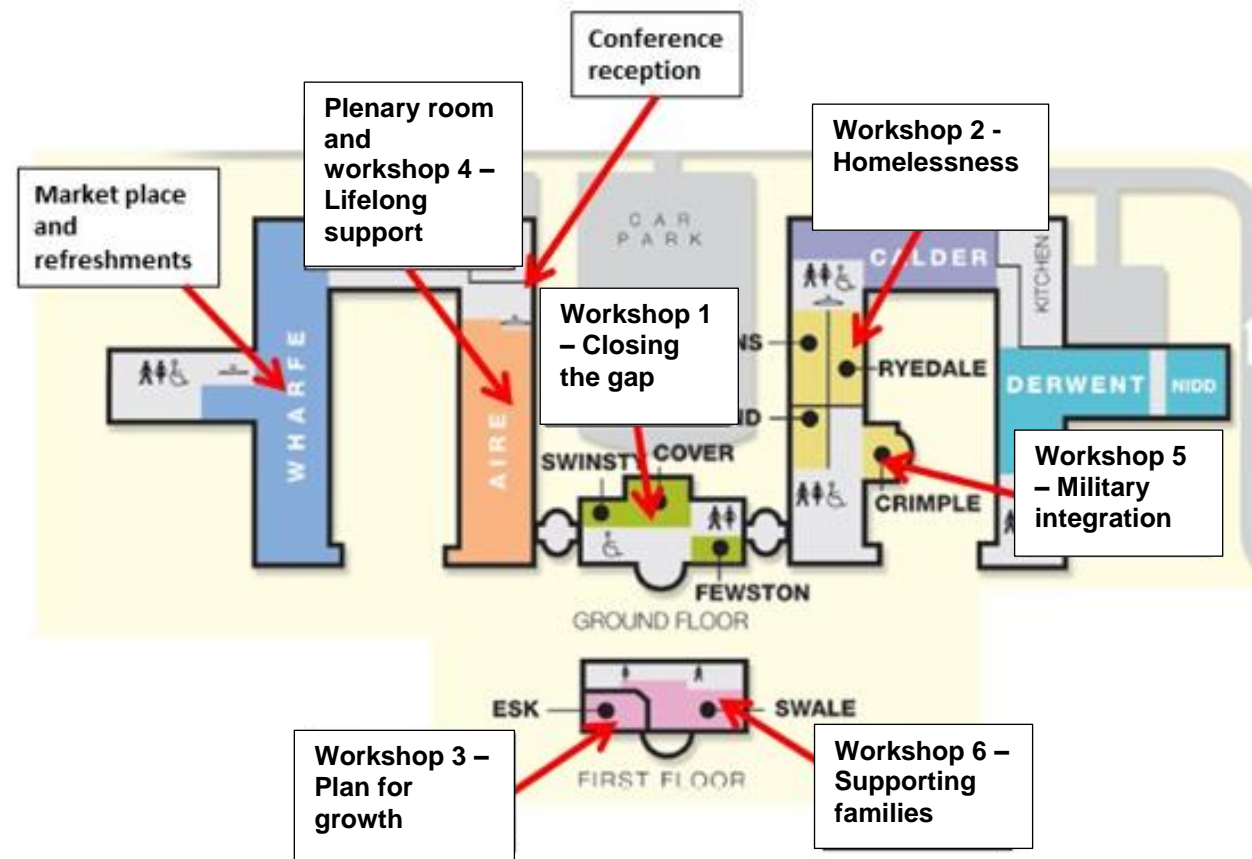 Conference
reception
Plenary room
and
workshop 4 –
Lifelong
support
Workshop 2 -
Homelessness
Market place
and
refreshments
CAR
PARK
CALDER
KITCHEN
Workshop 1
– Closing
the gap
NS
RYEDALE
WHARFE
AIRE
DERWENT
NIDD
ND
SWINSTY
COVER
CRIMPLE
Workshop 5
– Military
integration
FEWSTON
GROUND FLOOR
ESK
SWALE
Workshop 3 –
Plan for
growth
FIRST FLOOR
Workshop 6 –
Supporting
families